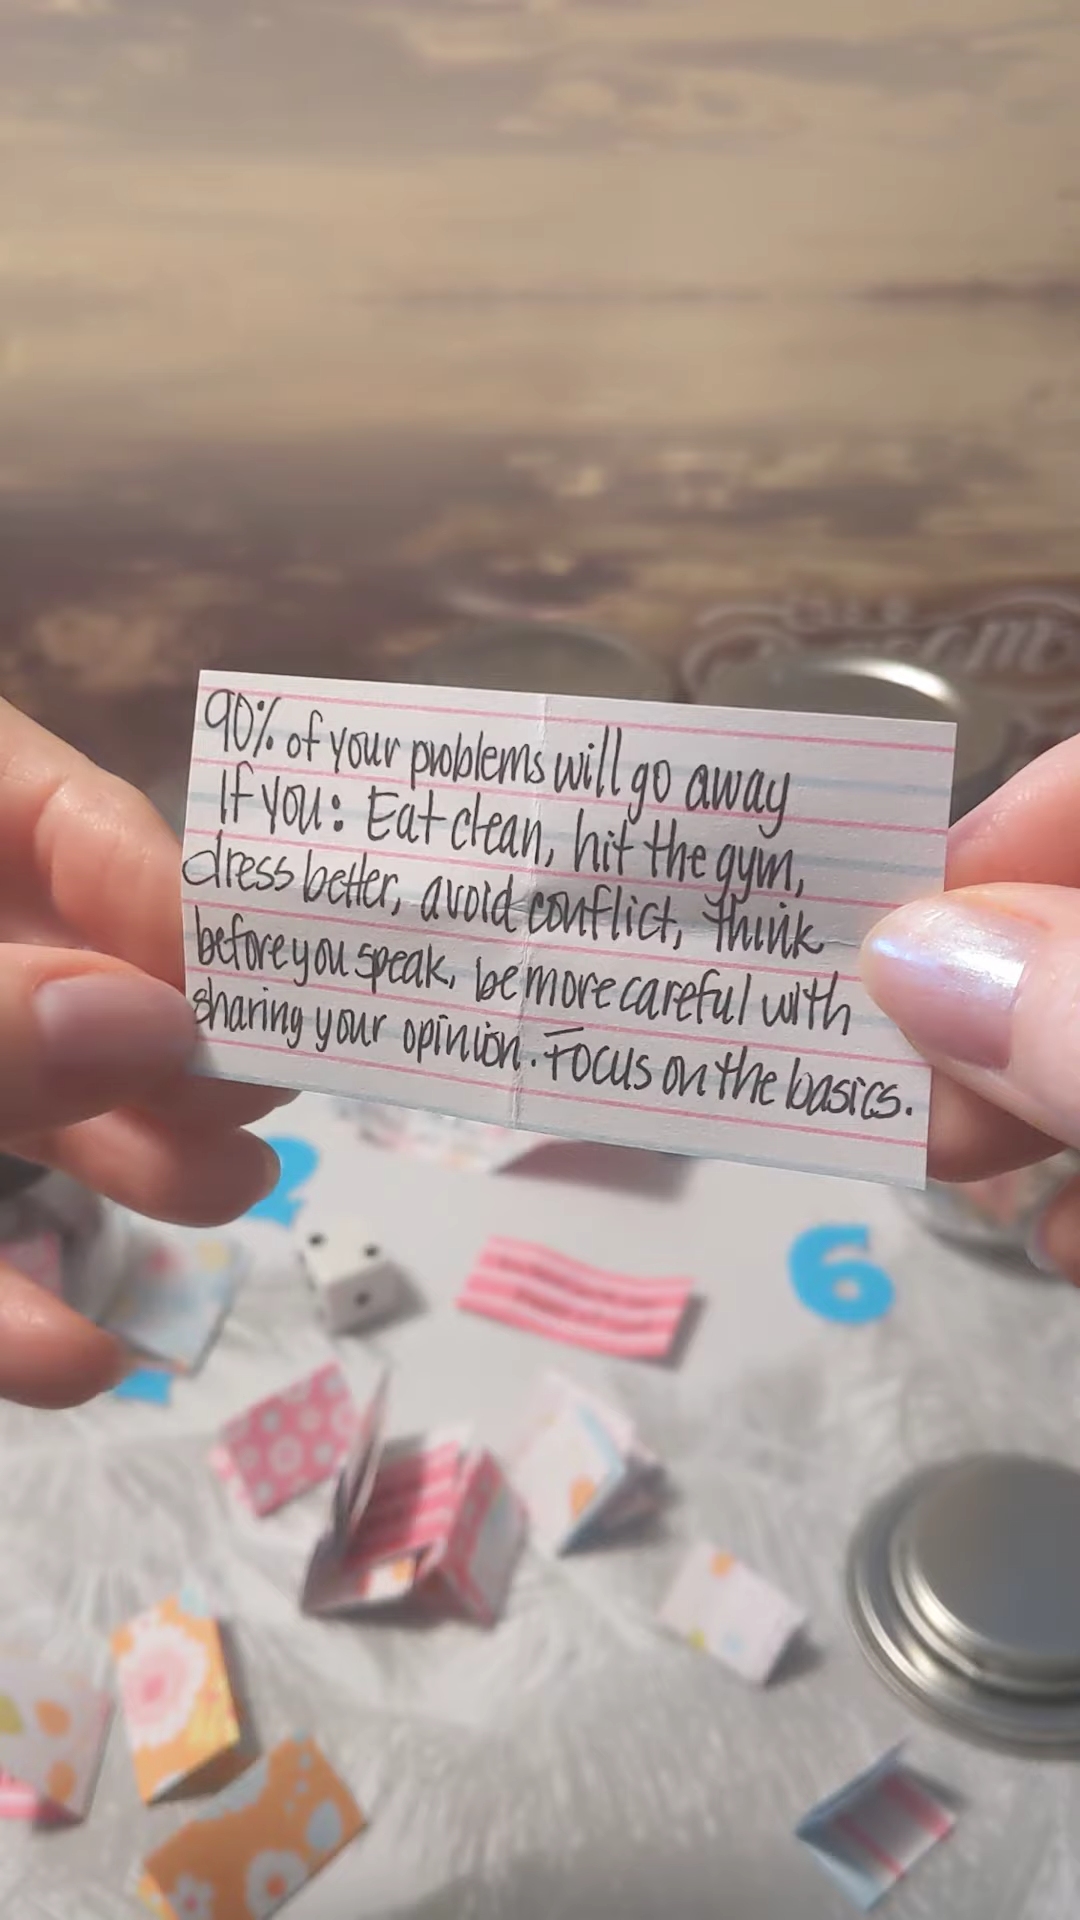 90% of your problems will go away
If you: Eat clean, hit the gym,
dress better, avoid conflict, think
before you speak, be more careful with
sharing your opinion. Focus on the basics.
2
6